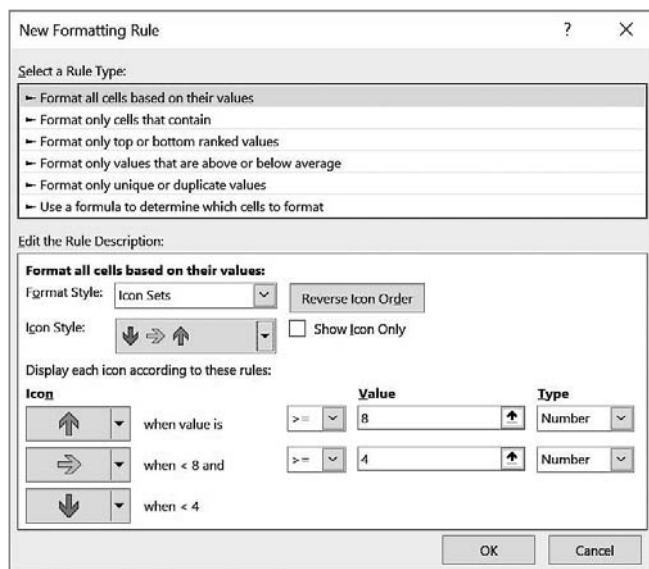 New Formatting Rule ? ✕
Select a Rule Type:
► Format all cells based on their values
► Format only cells that contain
► Format only top or bottom ranked values
► Format only values that are above or below average
► Format only unique or duplicate values
► Use a formula to determine which cells to format
Edit the Rule Description:
Format all cells based on their values:
Format Style: Icon Sets Reverse Icon Order
Icon Style: Show Icon Only
Display each icon according to these rules:
Icon Value Type
when value is >= 8 Number
when < 8 and >= 4 Number
when < 4
OK Cancel